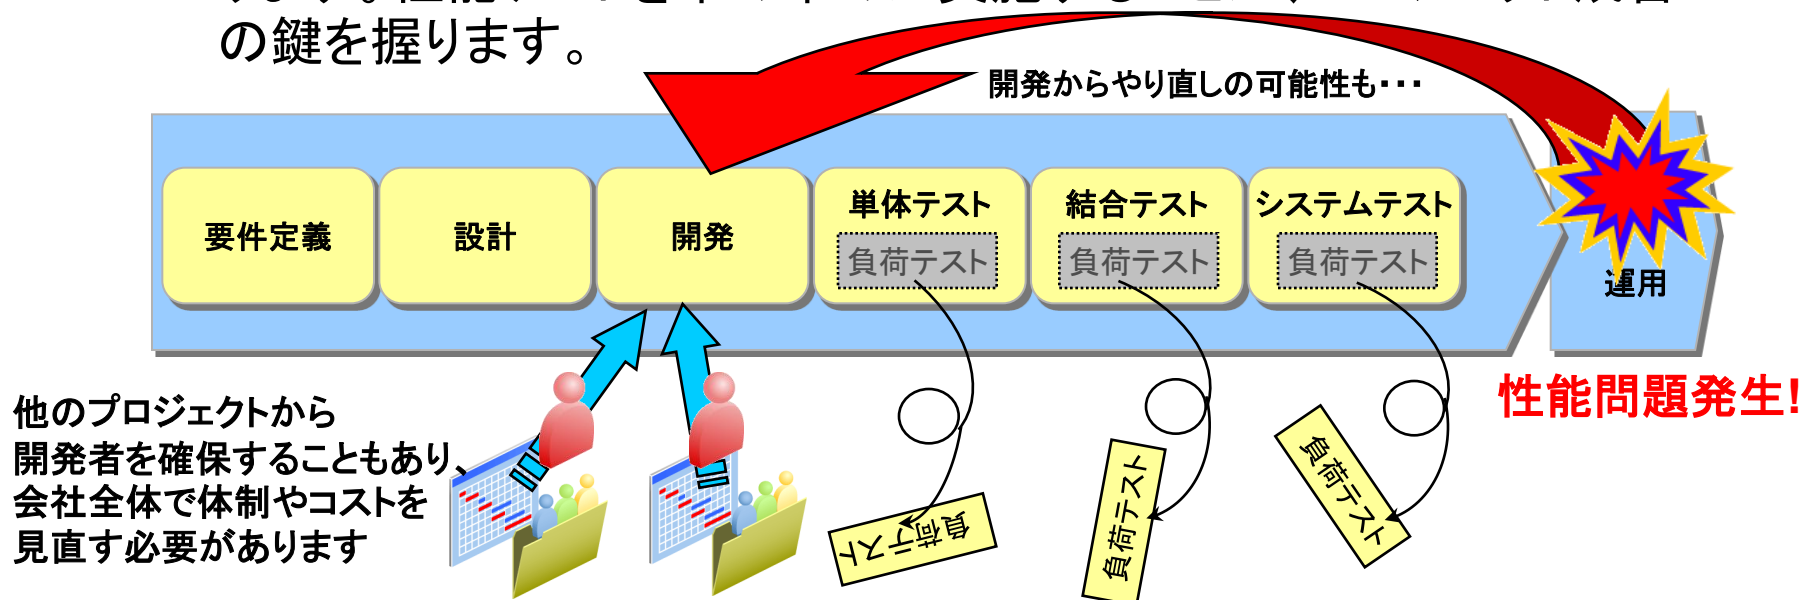 の鍵を握ります。
開発からやり直しの可能性も・・・
要件定義
設計
開発
単体テスト
負荷テスト
結合テスト
負荷テスト
システムテスト
負荷テスト
運用
性能問題発生!
他のプロジェクトから
開発者を確保することもあり、
会社全体で体制やコストを
見直す必要があります
負荷テスト
負荷テスト
負荷テスト